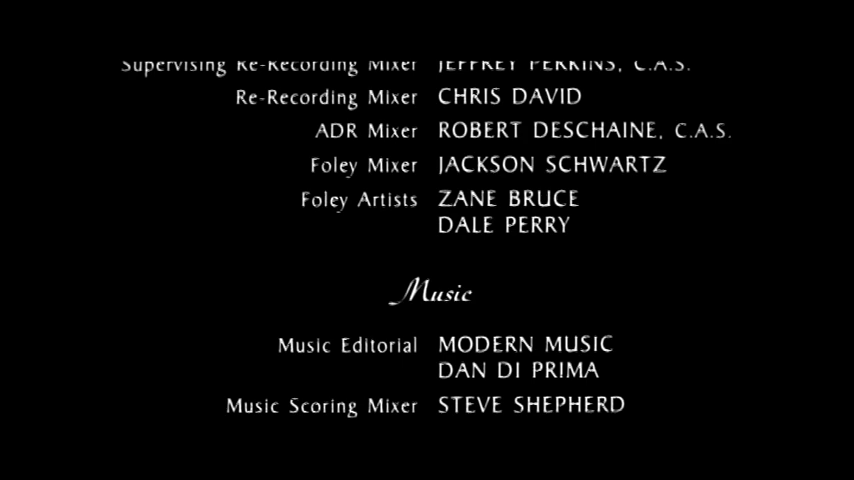 Supervising Re-Recording Mixer JEFFREY PERKINS, C.A.S.
Re-Recording Mixer CHRIS DAVID
ADR Mixer ROBERT DESCHAINE, C.A.S.
Foley Mixer JACKSON SCHWARTZ
Foley Artists ZANE BRUCE
DALE PERRY
Music
Music Editorial MODERN MUSIC
DAN DI PRIMA
Music Scoring Mixer STEVE SHEPHERD